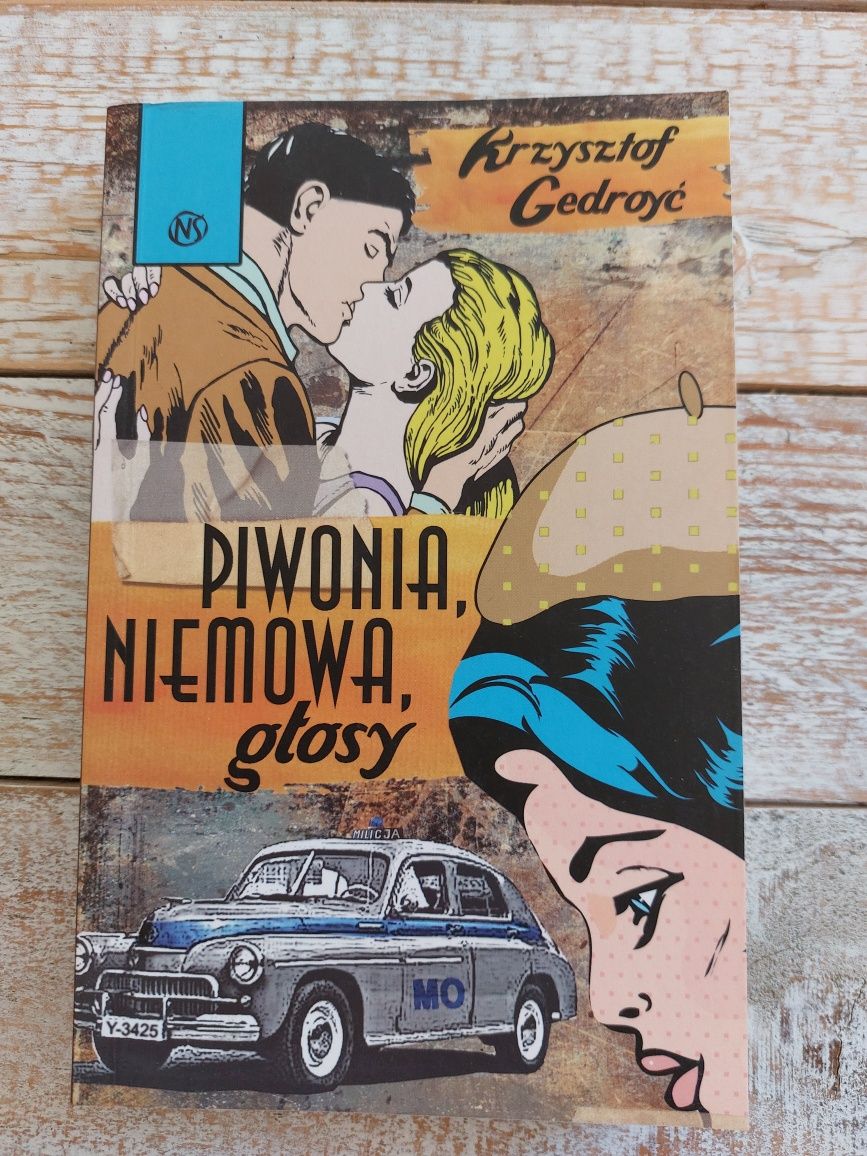 NS
Krzysztof
Gedroyć
PIWONIA,
NIEMOWA,
głosy
MILICJA
MO
Y-3425